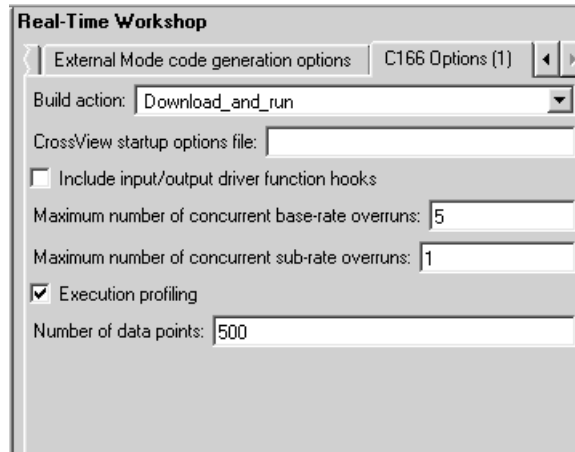 Real-Time Workshop
External Mode code generation options
C166 Options (1)
Build action: Download_and_run
CrossView startup options file:
Include input/output driver function hooks
Maximum number of concurrent base-rate overruns: 5
Maximum number of concurrent sub-rate overruns: 1
Execution profiling
Number of data points: 500